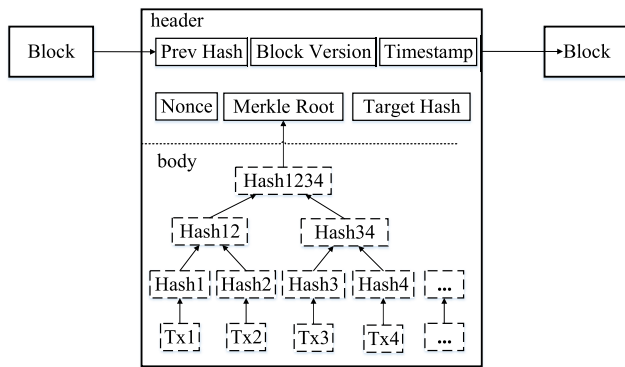 header
Block
Prev Hash
Block Version
Timestamp
Block
Nonce
Merkle Root
Target Hash
body
Hash1234
Hash12
Hash34
Hash1
Hash2
Hash3
Hash4
...
Tx1
Tx2
Tx3
Tx4
...